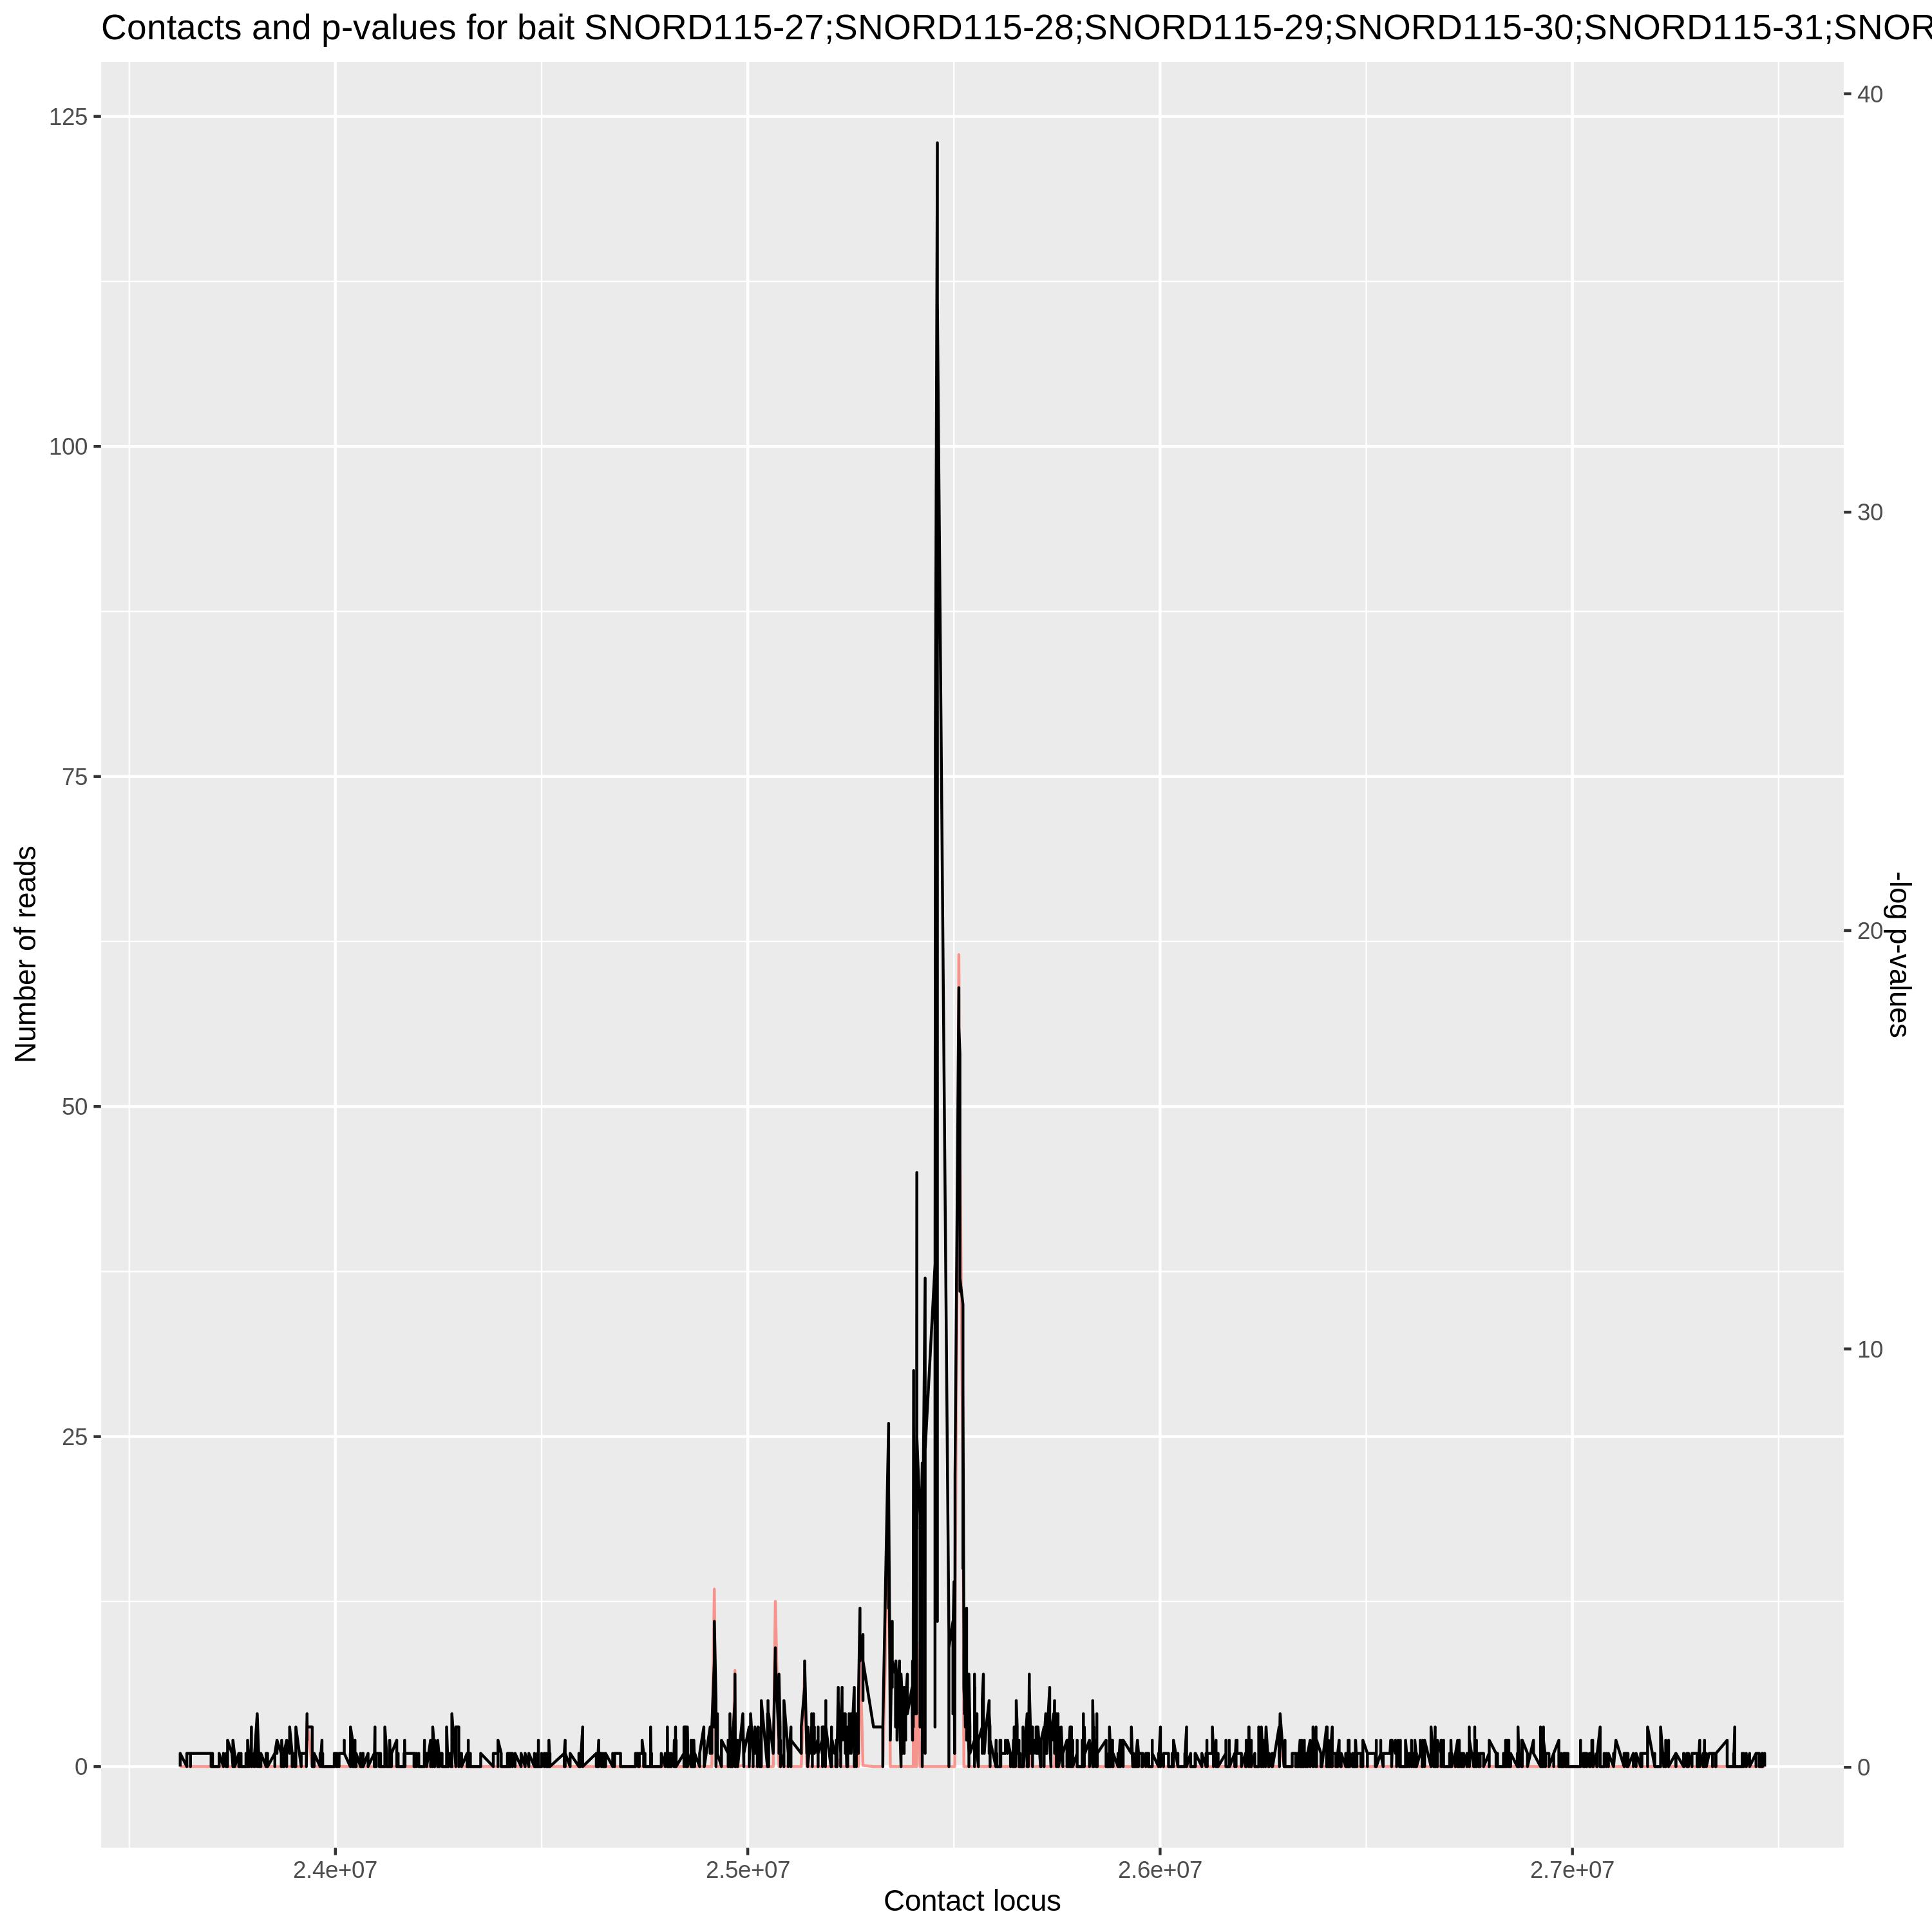 Contacts and p-values for bait SNORD115-27;SNORD115-28;SNORD115-29;SNORD115-30;SNORD115-31;SNOR
125
100
75
50
25
0
Number of reads
40
30
20
10
0
-log p-values
2.4e+07 2.5e+07 2.6e+07 2.7e+07
Contact locus